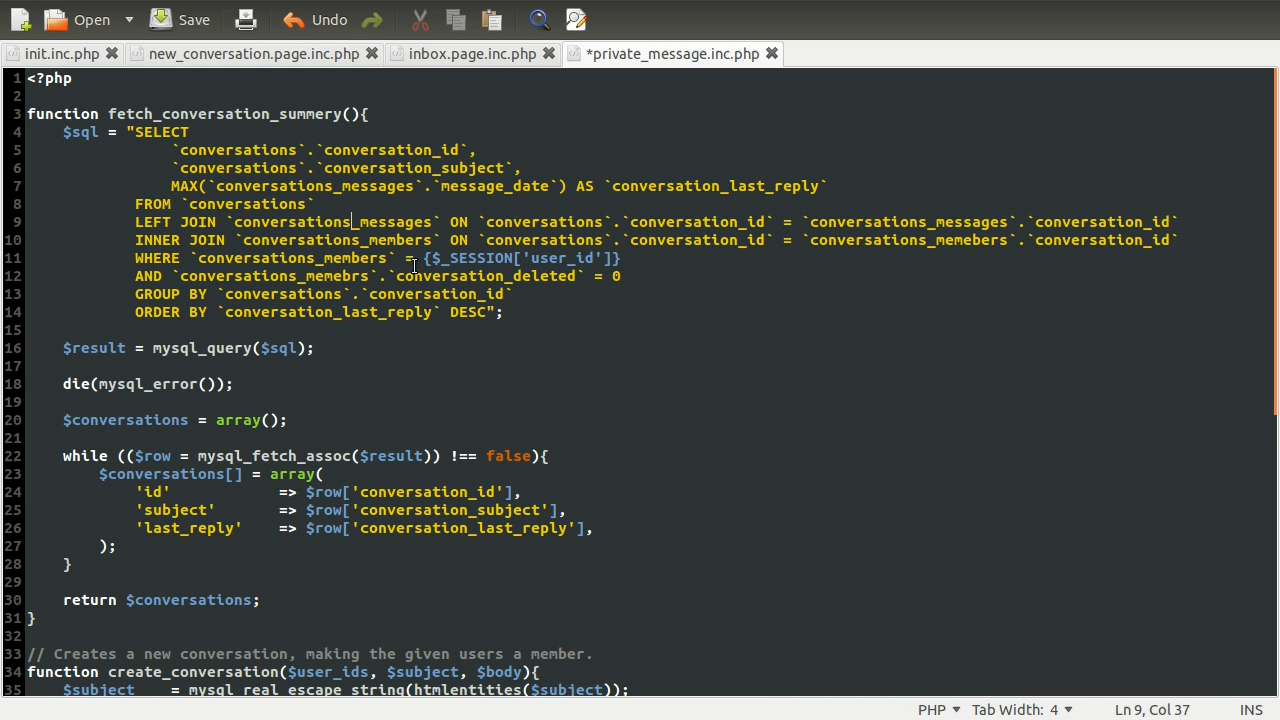 Open Save Undo
init.inc.php new_conversation.page.inc.php inbox.page.inc.php *private_message.inc.php
1 <?php
2
3 function fetch_conversation_summery(){
4 $sql = "SELECT
5 `conversations`.`conversation_id`,
6 `conversations`.`conversation_subject`,
7 MAX(`conversations_messages`.`message_date`) AS `conversation_last_reply`
8 FROM `conversations`
9 LEFT JOIN `conversations_messages` ON `conversations`.`conversation_id` = `conversations_messages`.`conversation_id`
10 INNER JOIN `conversations_members` ON `conversations`.`conversation_id` = `conversations_memebers`.`conversation_id`
11 WHERE `conversations_members` = {$_SESSION['user_id']}
12 AND `conversations_memebrs`.`conversation_deleted` = 0
13 GROUP BY `conversations`.`conversation_id`
14 ORDER BY `conversation_last_reply` DESC";
15
16 $result = mysql_query($sql);
17
18 die(mysql_error());
19
20 $conversations = array();
21
22 while (($row = mysql_fetch_assoc($result)) !== false){
23 $conversations[] = array(
24 'id' => $row['conversation_id'],
25 'subject' => $row['conversation_subject'],
26 'last_reply' => $row['conversation_last_reply'],
27 );
28 }
29
30 return $conversations;
31 }
32
33 // Creates a new conversation, making the given users a member.
34 function create_conversation($user_ids, $subject, $body){
35 $subject = mysql_real_escape_string(htmlentities($subject));
PHP Tab Width: 4 Ln 9, Col 37 INS